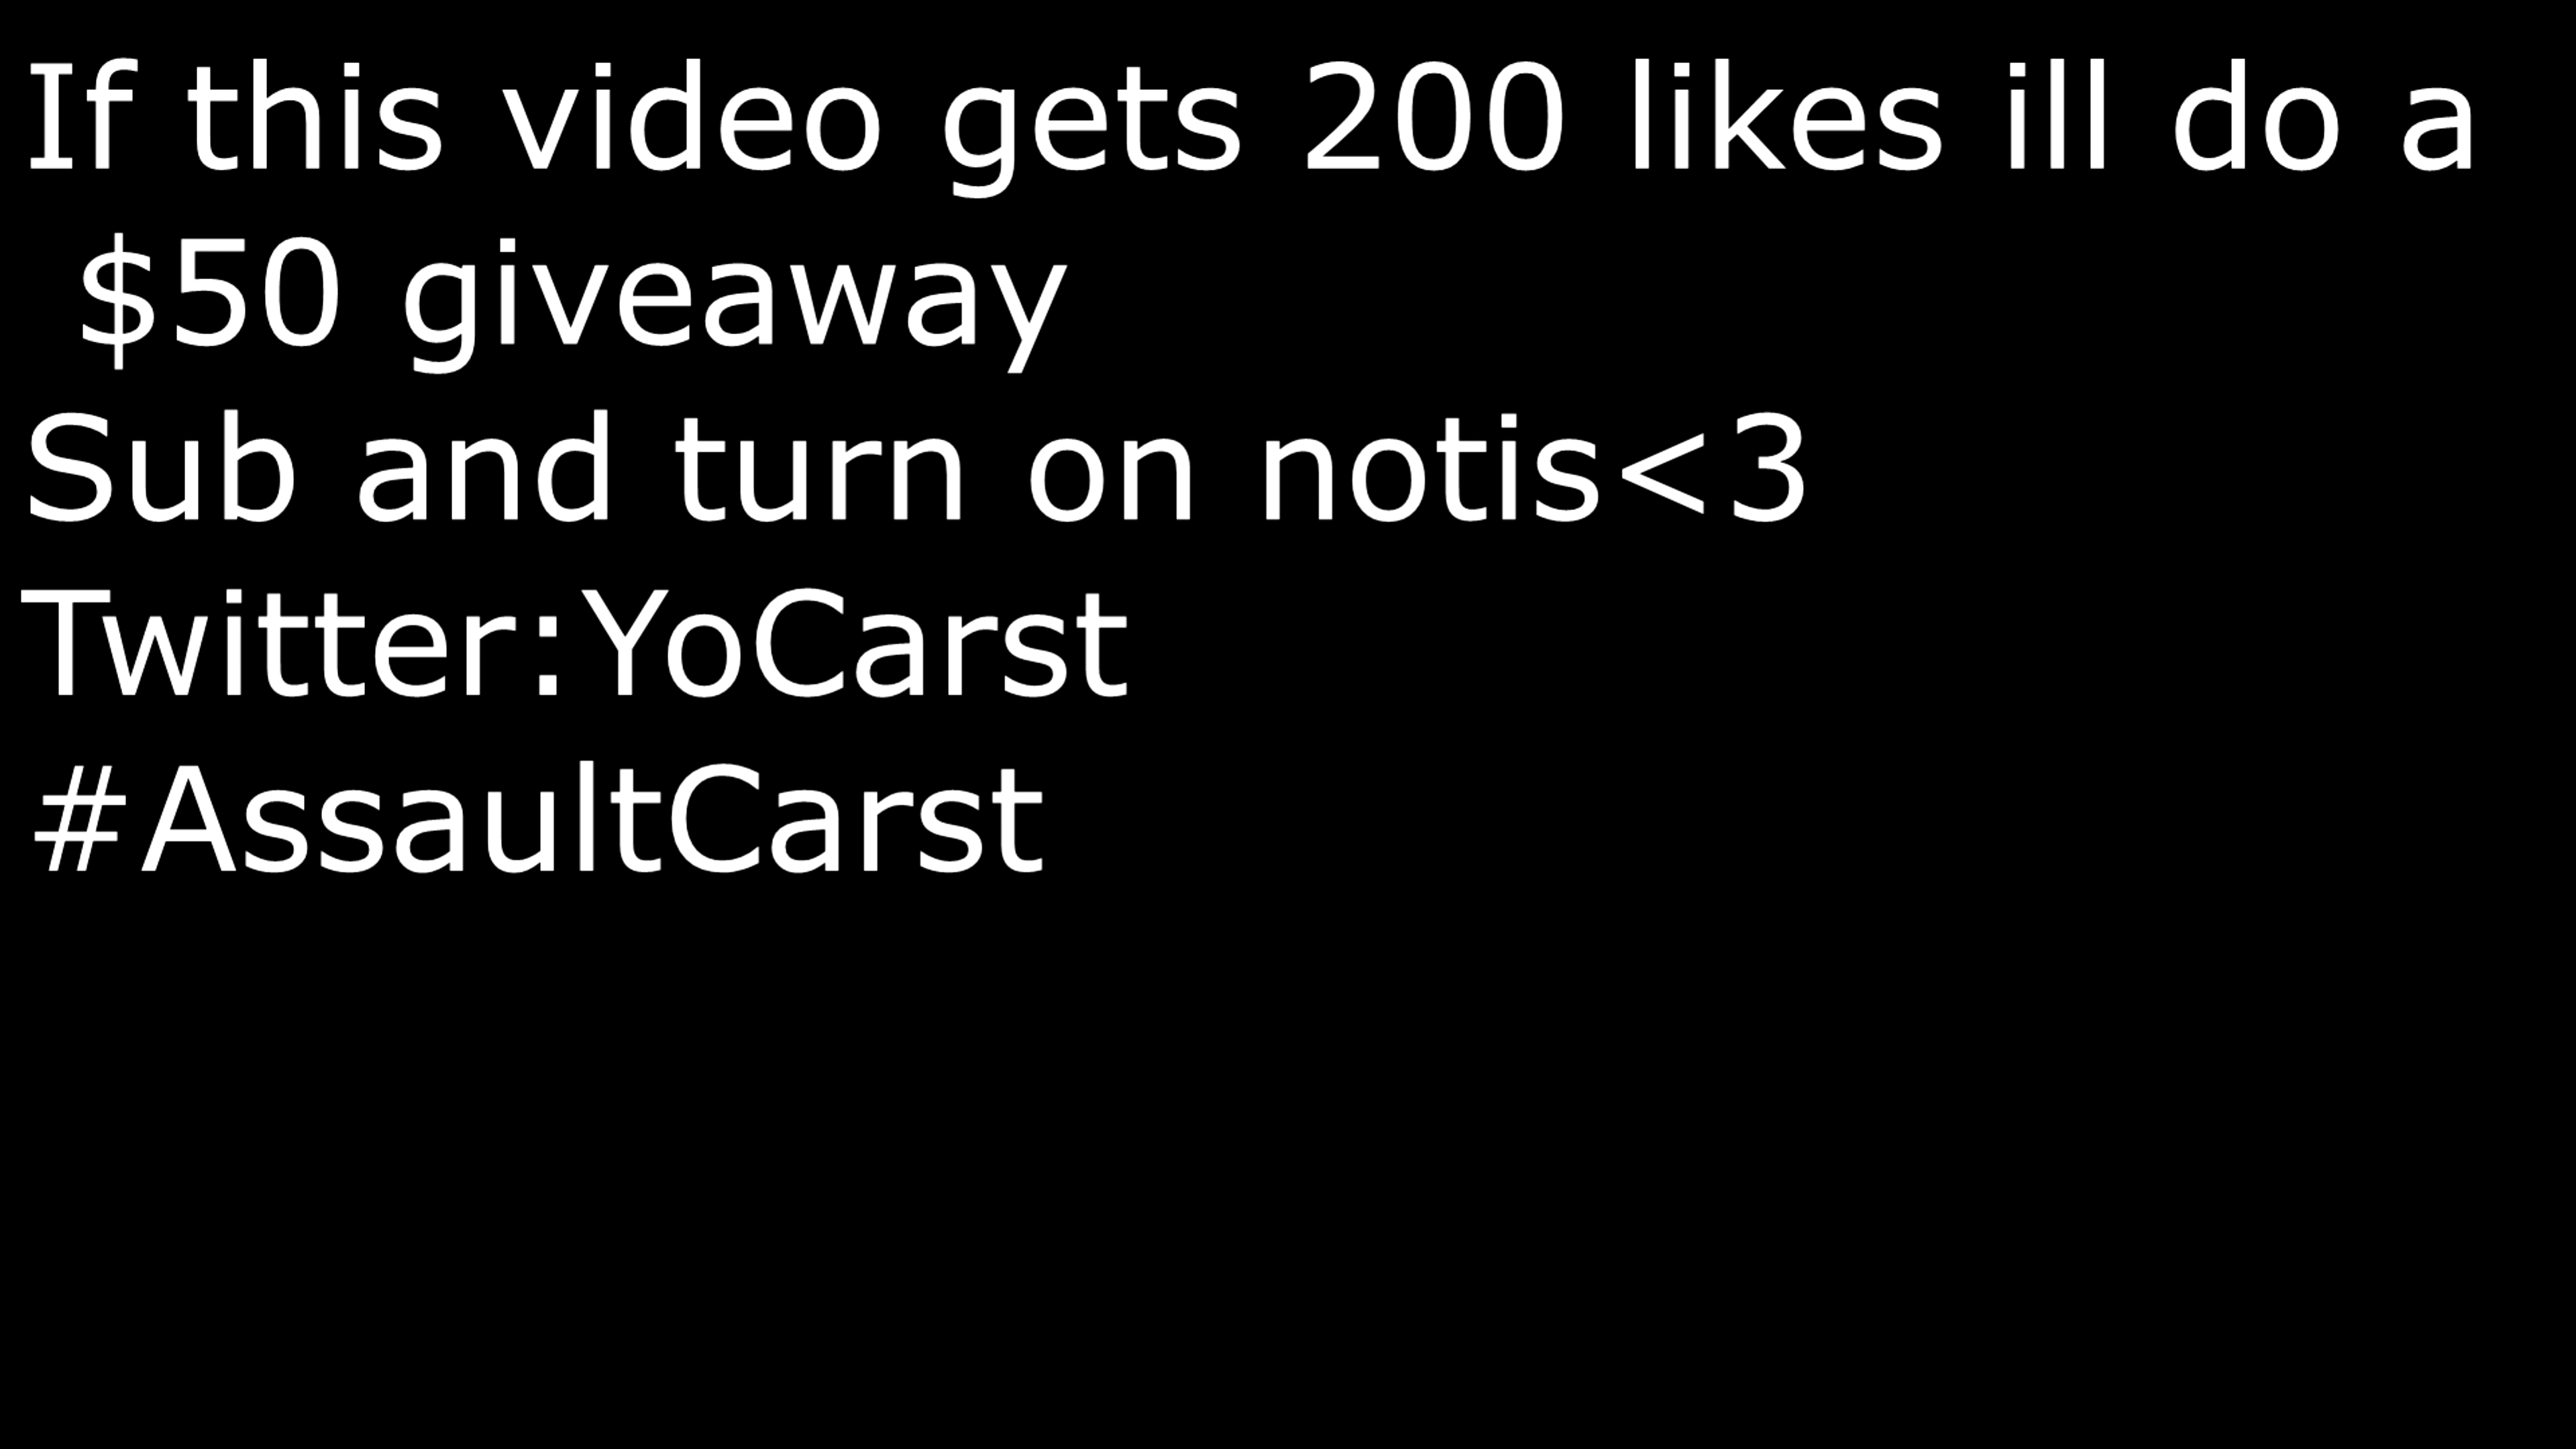 If this video gets 200 likes ill do a
$50 giveaway
Sub and turn on notis<3
Twitter:YoCarst
#AssaultCarst